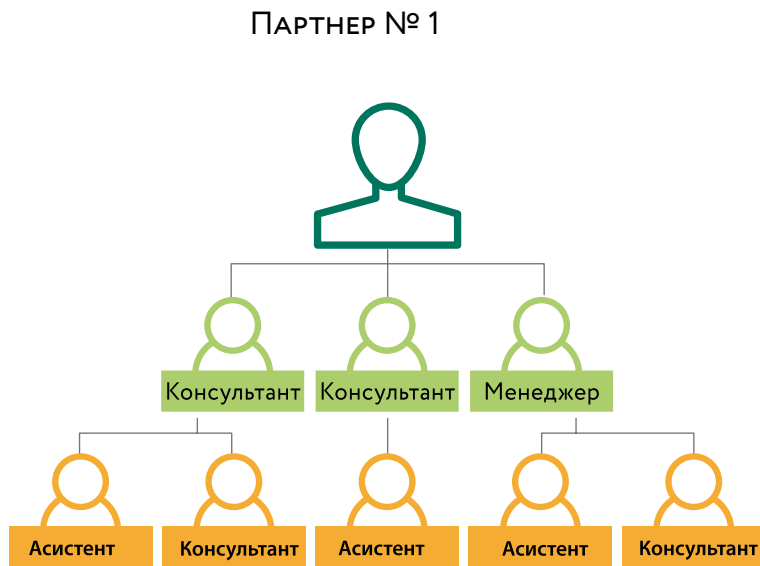 Партнер № 1
Консультант
Консультант
Менеджер
Асистент
Консультант
Асистент
Асистент
Консультант